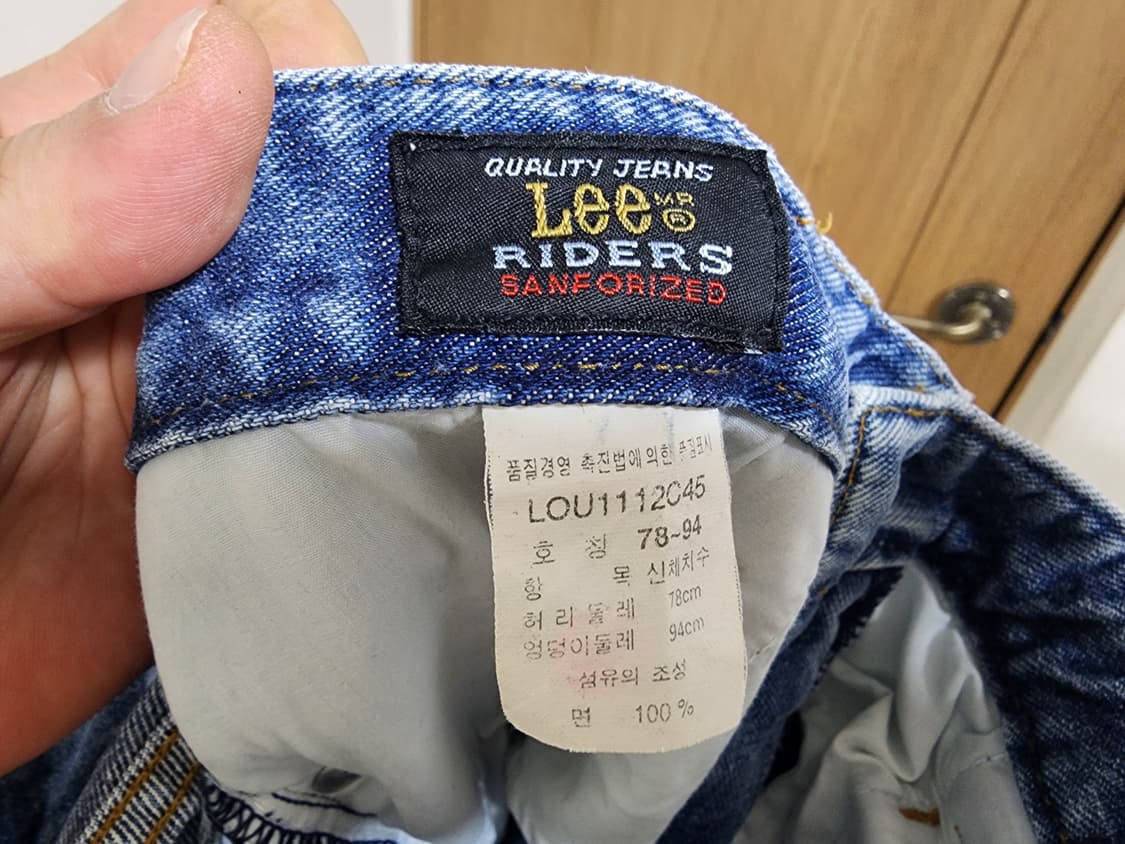 QUALITY JEANS
Lee MR ®
RIDERS
SANFORIZED
품질경영 촉진법에 의한 품질표시
LOU1112C45
호 칭 78~94
항 목 신체치수
허리둘레 78cm
엉덩이둘레 94cm
섬유의 조성
면 100%